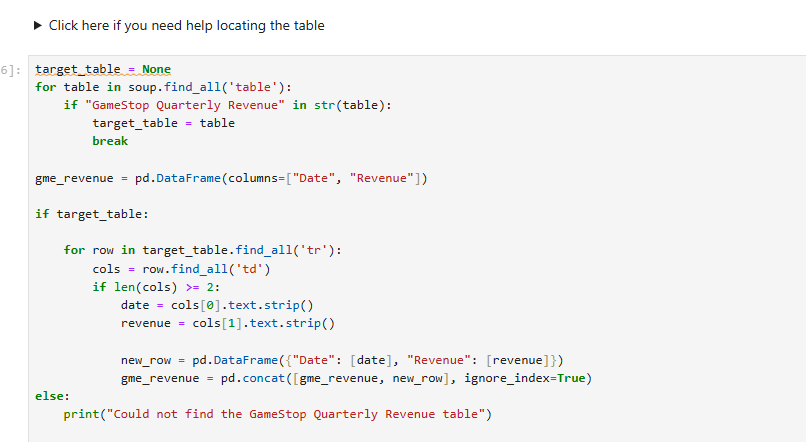 ▶ Click here if you need help locating the table
6]:
target_table = None
for table in soup.find_all('table'):
    if "GameStop Quarterly Revenue" in str(table):
        target_table = table
        break

gme_revenue = pd.DataFrame(columns=["Date", "Revenue"])

if target_table:

    for row in target_table.find_all('tr'):
        cols = row.find_all('td')
        if len(cols) >= 2:
            date = cols[0].text.strip()
            revenue = cols[1].text.strip()

            new_row = pd.DataFrame({"Date": [date], "Revenue": [revenue]})
            gme_revenue = pd.concat([gme_revenue, new_row], ignore_index=True)
else:
    print("Could not find the GameStop Quarterly Revenue table")